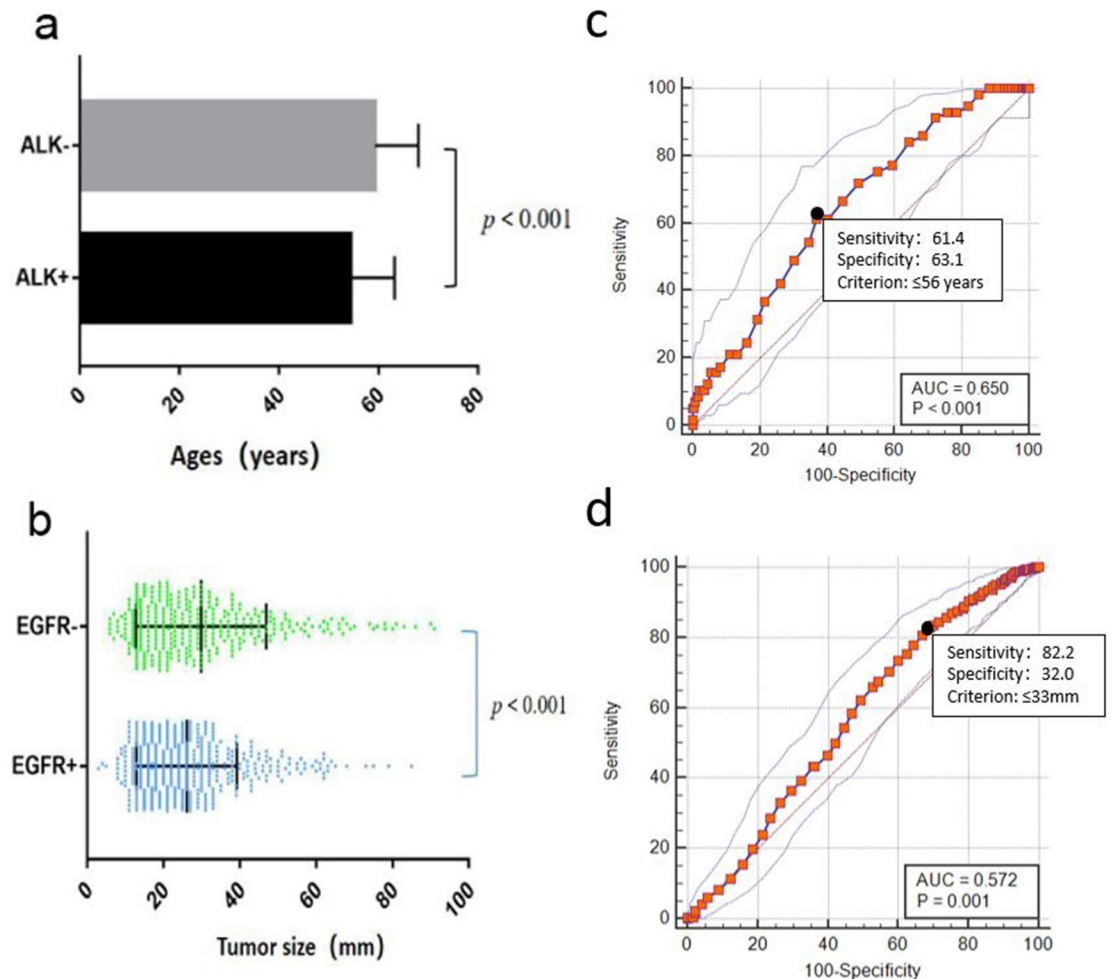 a
ALK-
ALK+
p < 0.001
0
20
40
60
80
Ages (years)
b
EGFR-
EGFR+
p < 0.001
0
20
40
60
80
100
Tumor size (mm)
c
100
80
60
40
20
0
Sensitivity
Sensitivity: 61.4
Specificity: 63.1
Criterion: ≤56 years
AUC = 0.650
P < 0.001
0 20 40 60 80 100
100-Specificity
d
100
80
60
40
20
0
Sensitivity
Sensitivity: 82.2
Specificity: 32.0
Criterion: ≤33mm
AUC = 0.572
P = 0.001
0 20 40 60 80 100
100-Specificity